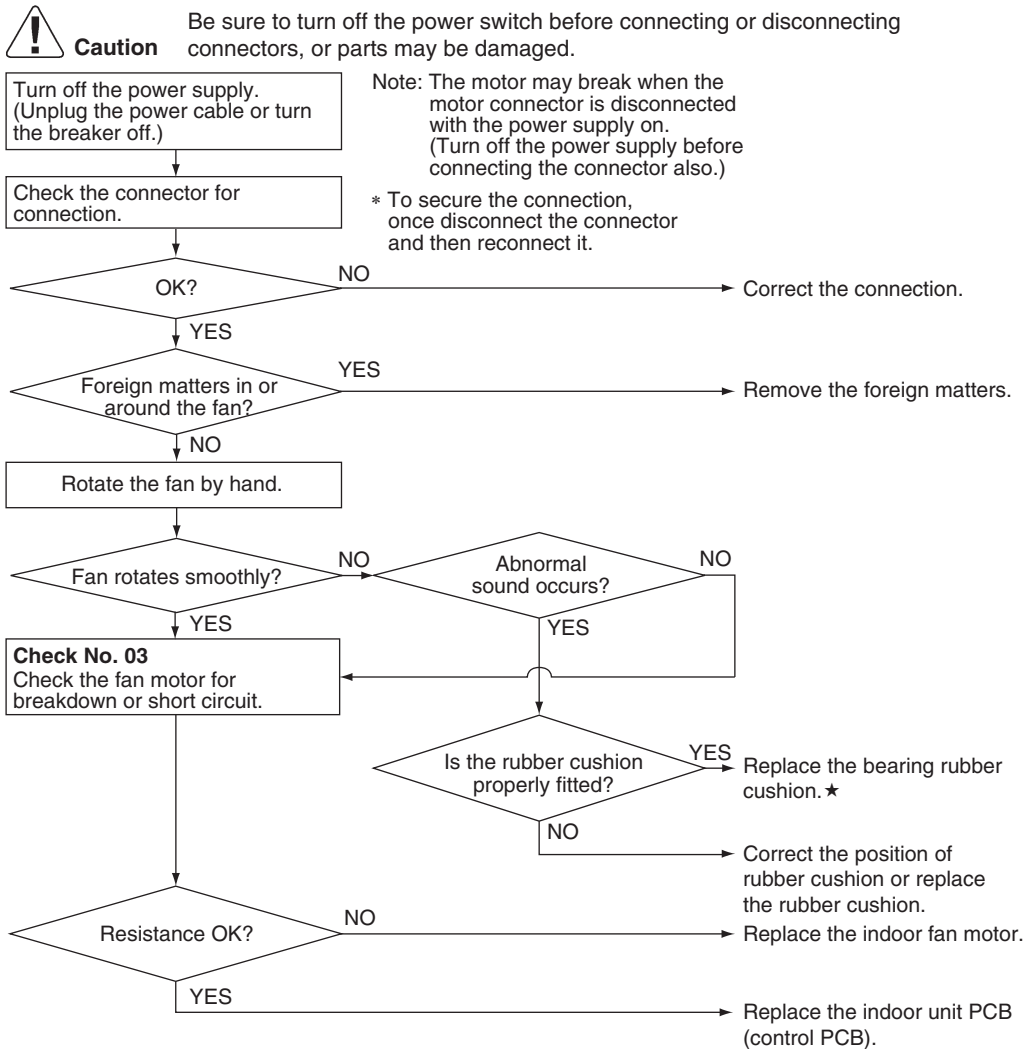 Be sure to turn off the power switch before connecting or disconnecting
Caution connectors, or parts may be damaged.
Turn off the power supply.
(Unplug the power cable or turn
the breaker off.)
Note: The motor may break when the
motor connector is disconnected
with the power supply on.
(Turn off the power supply before
connecting the connector also.)
Check the connector for
connection.
* To secure the connection,
once disconnect the connector
and then reconnect it.
OK?
NO
Correct the connection.
YES
Foreign matters in or
around the fan?
YES
Remove the foreign matters.
NO
Rotate the fan by hand.
Fan rotates smoothly?
NO
Abnormal
sound occurs?
NO
YES
YES
Check No. 03
Check the fan motor for
breakdown or short circuit.
Is the rubber cushion
properly fitted?
YES
Replace the bearing rubber
cushion.★
NO
Correct the position of
rubber cushion or replace
the rubber cushion.
Resistance OK?
NO
Replace the indoor fan motor.
YES
Replace the indoor unit PCB
(control PCB).